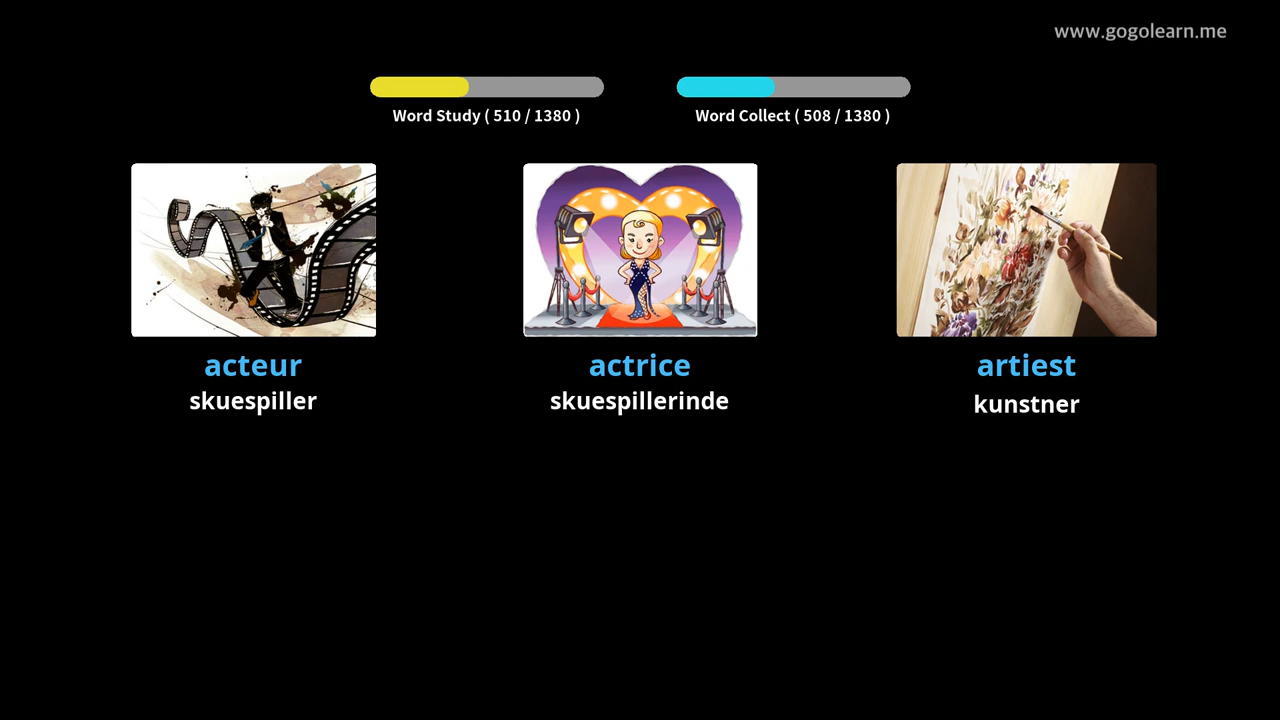 www.gogolearn.me
Word Study ( 510 / 1380 )
Word Collect ( 508 / 1380 )
acteur
skuespiller
actrice
skuespillerinde
artiest
kunstner